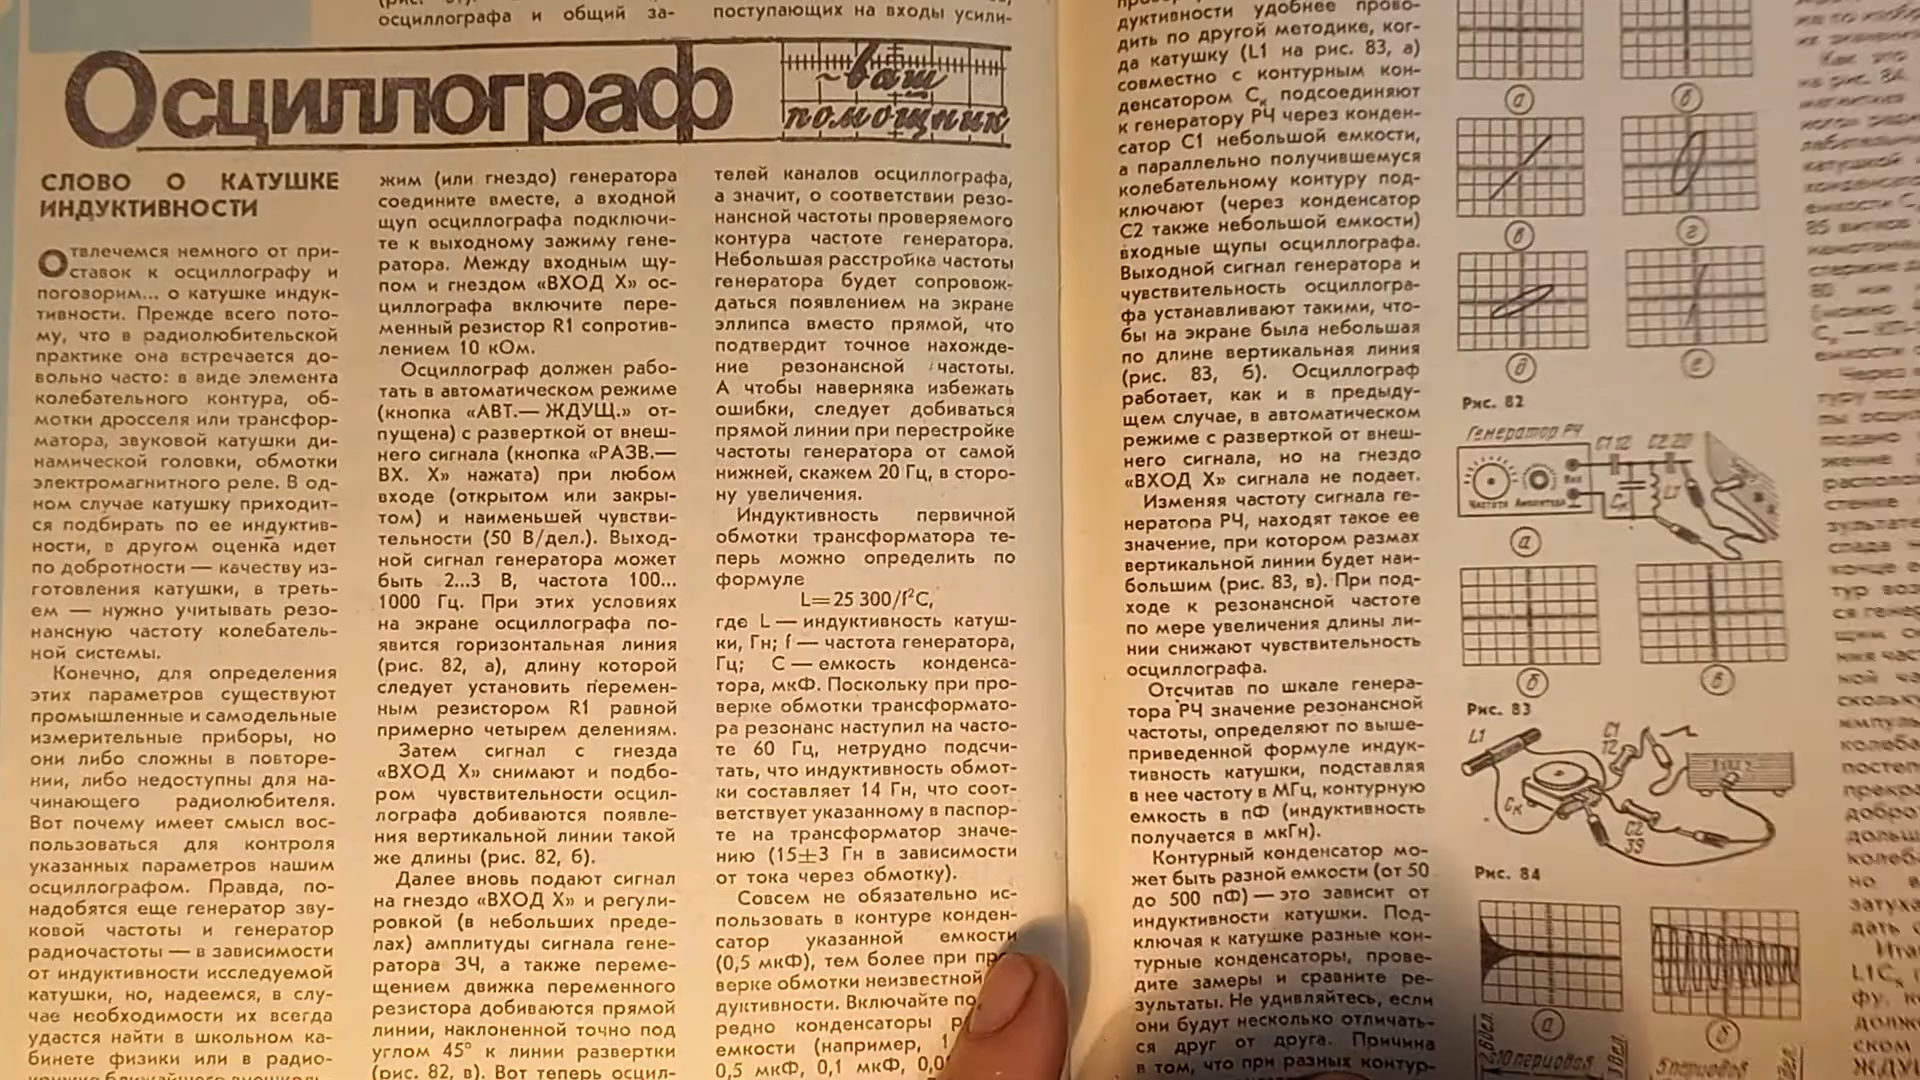 осциллографа и общий за-
поступающих на входы усили-
Осциллограф
~ ваш
помощник
СЛОВО О КАТУШКЕ
ИНДУКТИВНОСТИ
Отвлечемся немного от при-
ставок к осциллографу и
поговорим... о катушке индук-
тивности. Прежде всего пото-
му, что в радиолюбительской
практике она встречается до-
вольно часто: в виде элемента
колебательного контура, об-
мотки дросселя или трансфор-
матора, звуковой катушки ди-
намической головки, обмотки
электромагнитного реле. В од-
ном случае катушку приходит-
ся подбирать по ее индуктив-
ности, в другом оценка идет
по добротности — качеству из-
готовления катушки, в треть-
ем — нужно учитывать резо-
нансную частоту колебатель-
ной системы.
Конечно, для определения
этих параметров существуют
промышленные и самодельные
измерительные приборы, но
они либо сложны в повторе-
нии, либо недоступны для на-
чинающего радиолюбителя.
Вот почему имеет смысл вос-
пользоваться для контроля
указанных параметров нашим
осциллографом. Правда, по-
надобятся еще генератор зву-
ковой частоты и генератор
радиочастоты — в зависимости
от индуктивности исследуемой
катушки, но, надеемся, в слу-
чае необходимости их всегда
удастся найти в школьном ка-
бинете физики или в радио-
жим (или гнездо) генератора
соедините вместе, а входной
щуп осциллографа подключи-
те к выходному зажиму гене-
ратора. Между входным щу-
пом и гнездом «ВХОД Х» ос-
циллографа включите пере-
менный резистор R1 сопротив-
лением 10 кОм.
Осциллограф должен рабо-
тать в автоматическом режиме
(кнопка «АВТ.— ЖДУЩ.» от-
пущена) с разверткой от внеш-
него сигнала (кнопка «РАЗВ.—
ВХ. Х» нажата) при любом
входе (открытом или закры-
том) и наименьшей чувстви-
тельности (50 В/дел.). Выход-
ной сигнал генератора может
быть 2...3 В, частота 100...
1000 Гц. При этих условиях
на экране осциллографа по-
явится горизонтальная линия
(рис. 82, а), длину которой
следует установить перемен-
ным резистором R1 равной
примерно четырем делениям.
Затем сигнал с гнезда
«ВХОД Х» снимают и подбо-
ром чувствительности осцил-
лографа добиваются появле-
ния вертикальной линии такой
же длины (рис. 82, б).
Далее вновь подают сигнал
на гнездо «ВХОД Х» и регули-
ровкой (в небольших преде-
лах) амплитуды сигнала гене-
ратора ЗЧ, а также переме-
щением движка переменного
резистора добиваются прямой
линии, наклоненной точно под
углом 45° к линии развертки
(рис. 82, в). Вот теперь осцил-
телей каналов осциллографа,
а значит, о соответствии резо-
нансной частоты проверяемого
контура частоте генератора.
Небольшая расстройка частоты
генератора будет сопровож-
даться появлением на экране
эллипса вместо прямой, что
подтвердит точное нахожде-
ние резонансной частоты.
А чтобы наверняка избежать
ошибки, следует добиваться
прямой линии при перестройке
частоты генератора от самой
нижней, скажем 20 Гц, в сторо-
ну увеличения.
Индуктивность первичной
обмотки трансформатора те-
перь можно определить по
формуле
L=25 300/f²C,
где L — индуктивность катуш-
ки, Гн; f — частота генератора,
Гц; С — емкость конденса-
тора, мкФ. Поскольку при про-
верке обмотки трансформато-
ра резонанс наступил на часто-
те 60 Гц, нетрудно подсчи-
тать, что индуктивность обмот-
ки составляет 14 Гн, что соот-
ветствует указанному в паспор-
те на трансформатор значе-
нию (15±3 Гн в зависимости
от тока через обмотку).
Совсем не обязательно ис-
пользовать в контуре конден-
сатор указанной емкости
(0,5 мкФ), тем более при
верке обмотки неизвестной
дуктивности. Включайте
редно конденсаторы
емкости (например,
0,5 мкФ, 0,1 мкФ,
дуктивности удобнее прово-
дить по другой методике, ког-
да катушку (L1 на рис. 83, а)
совместно с контурным кон-
денсатором Ск подсоединяют
к генератору РЧ через конден-
сатор С1 небольшой емкости,
а параллельно получившемуся
колебательному контуру под-
ключают (через конденсатор
С2 также небольшой емкости)
входные щупы осциллографа.
Выходной сигнал генератора и
чувствительность осциллогра-
фа устанавливают такими, что-
бы на экране была небольшая
по длине вертикальная линия
(рис. 83, б). Осциллограф
работает, как и в предыду-
щем случае, в автоматическом
режиме с разверткой от внеш-
него сигнала, но на гнездо
«ВХОД Х» сигнала не подает.
Изменяя частоту сигнала ге-
нератора РЧ, находят такое ее
значение, при котором размах
вертикальной линии будет наи-
большим (рис. 83, в). При под-
ходе к резонансной частоте
по мере увеличения длины ли-
нии снижают чувствительность
осциллографа.
Отсчитав по шкале генера-
тора РЧ значение резонансной
частоты, определяют по выше-
приведенной формуле индук-
тивность катушки, подставляя
в нее частоту в МГц, контурную
емкость в пФ (индуктивность
получается в мкГн).
Контурный конденсатор мо-
жет быть разной емкости (от 50
до 500 пФ) — это зависит от
индуктивности катушки. Под-
ключая к катушке разные кон-
турные конденсаторы, прове-
дите замеры и сравните ре-
зультаты. Не удивляйтесь, если
они будут несколько отличать-
ся друг от друга. Причина
в том, что при разных контур-
а
б
в
г
д
е
Рис. 82
Генератор РЧ
С1 12
С2 20
Вых
Частота Амплитуда
Ск
L1
а
б
в
Рис. 83
L1
С1
12
Ск
С2
39
Рис. 84
а
б
2 дел.
10 периодов
1 дел.
5 периодов